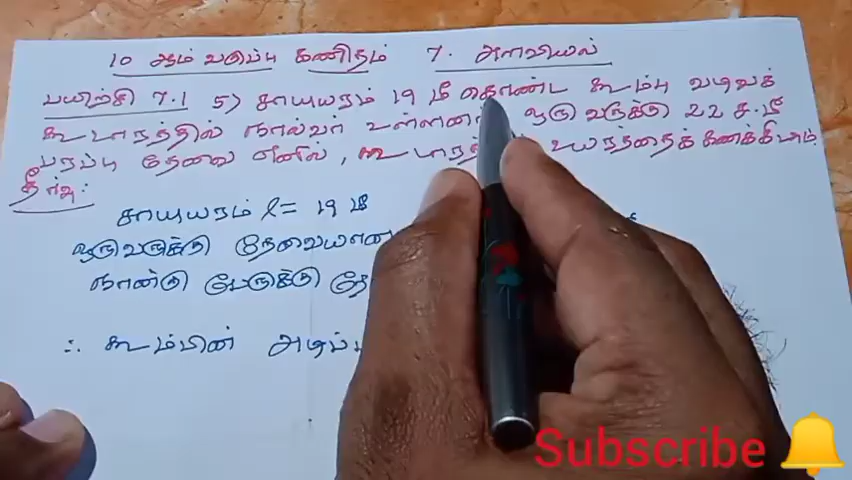 10 ஆம் வகுப்பு கணிதம் 7. அளவியல்
பயிற்சி 7.1 5) சாயுயரம் 19 மீ கொண்ட கூம்பு வடிவக்
கூடாரத்தில் நால்வர் உள்ளனர் ஒரு வருக்கு 22 ச.மீ
பரப்பு தேவை எனில், கூடாரத் உயரத்தைக் கணக்கிடவும்
தீர்வு:
சாயுயரம் l = 19 மீ
ஒருவருக்கு தேவையான
நான்கு பேருக்கு தே
∴ கூம்பின் அடிப்ப
Subscribe